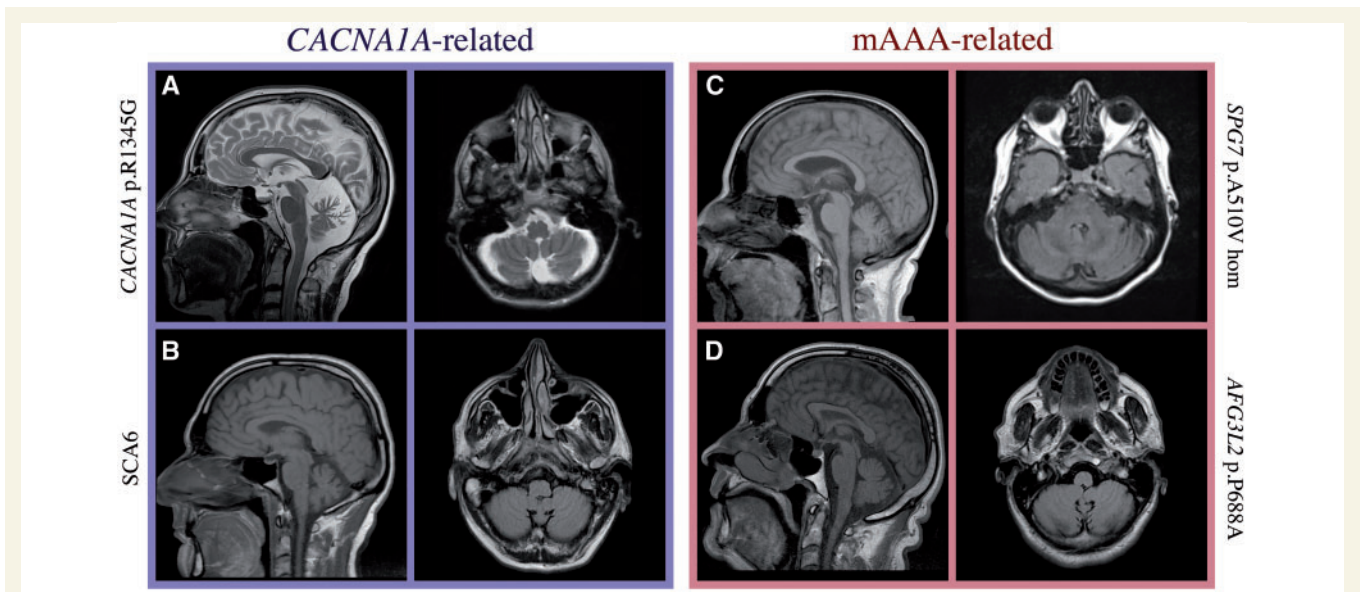 CACNA1A-related
mAAA-related
A
C
CACNA1A p.R1345G
SPG7 p.A510V hom
B
D
SCA6
AFG3L2 p.P688A